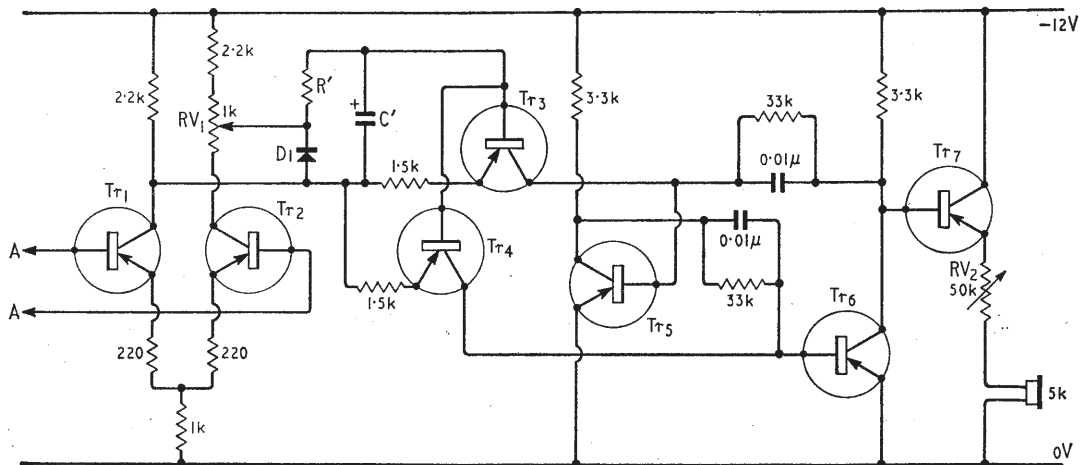 -12V
2·2k
2·2k
R'
+
C'
Tr3
3·3k
33k
3·3k
1k
RV1
D1
0·01μ
1·5k
Tr7
Tr1
Tr2
A
Tr4
0·01μ
RV2
50k
1·5k
33k
A
Tr5
Tr6
220
220
5k
1k
0V